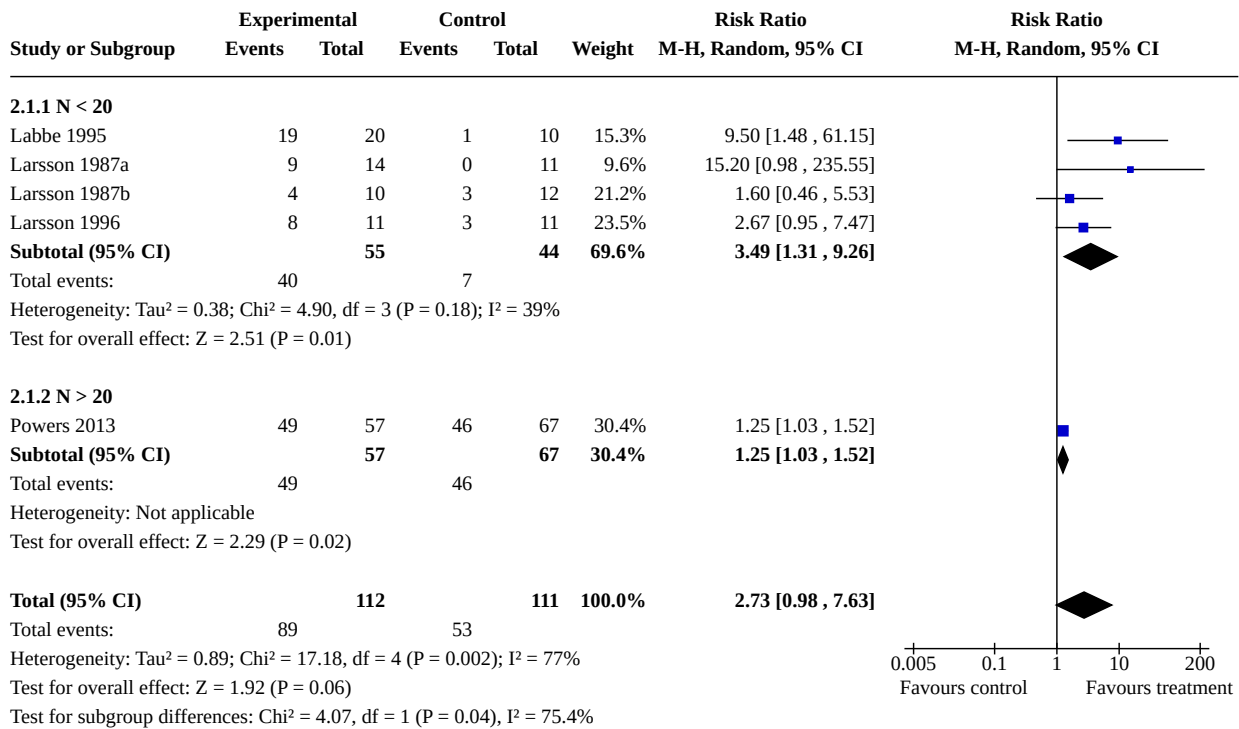 Experimental Control Risk Ratio Risk Ratio
Study or Subgroup Events Total Events Total Weight M-H, Random, 95% CI M-H, Random, 95% CI
2.1.1 N < 20
Labbe 1995 19 20 1 10 15.3% 9.50 [1.48 , 61.15]
Larsson 1987a 9 14 0 11 9.6% 15.20 [0.98 , 235.55]
Larsson 1987b 4 10 3 12 21.2% 1.60 [0.46 , 5.53]
Larsson 1996 8 11 3 11 23.5% 2.67 [0.95 , 7.47]
Subtotal (95% CI) 55 44 69.6% 3.49 [1.31 , 9.26]
Total events: 40 7
Heterogeneity: Tau² = 0.38; Chi² = 4.90, df = 3 (P = 0.18); I² = 39%
Test for overall effect: Z = 2.51 (P = 0.01)
2.1.2 N > 20
Powers 2013 49 57 46 67 30.4% 1.25 [1.03 , 1.52]
Subtotal (95% CI) 57 67 30.4% 1.25 [1.03 , 1.52]
Total events: 49 46
Heterogeneity: Not applicable
Test for overall effect: Z = 2.29 (P = 0.02)
Total (95% CI) 112 111 100.0% 2.73 [0.98 , 7.63]
Total events: 89 53
Heterogeneity: Tau² = 0.89; Chi² = 17.18, df = 4 (P = 0.002); I² = 77%
Test for overall effect: Z = 1.92 (P = 0.06)
Test for subgroup differences: Chi² = 4.07, df = 1 (P = 0.04), I² = 75.4%
0.005 0.1 1 10 200
Favours control Favours treatment